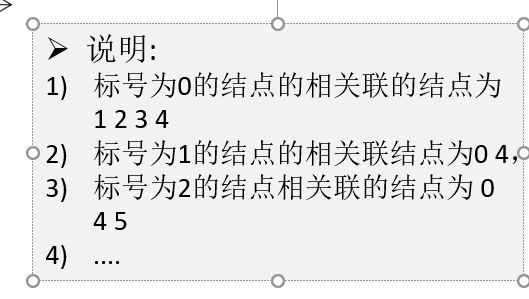 ➢ 说明:
1) 标号为0的结点的相关联的结点为
1 2 3 4
2) 标号为1的结点的相关联结点为0 4,
3) 标号为2的结点相关联的结点为 0
4 5
4) ....